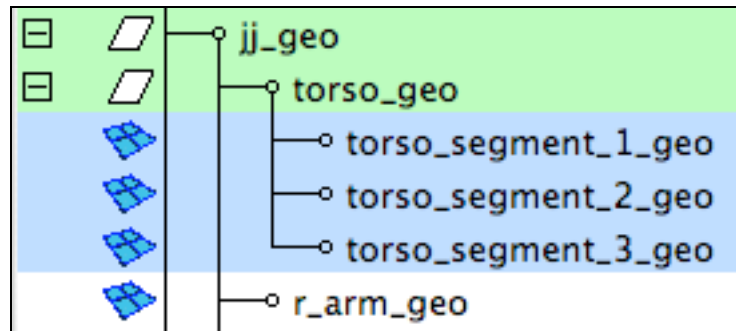 jj_geo
torso_geo
torso_segment_1_geo
torso_segment_2_geo
torso_segment_3_geo
r_arm_geo